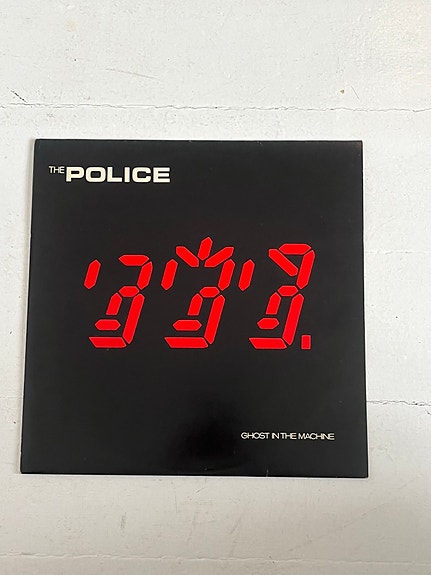 THE POLICE
GHOST IN THE MACHINE